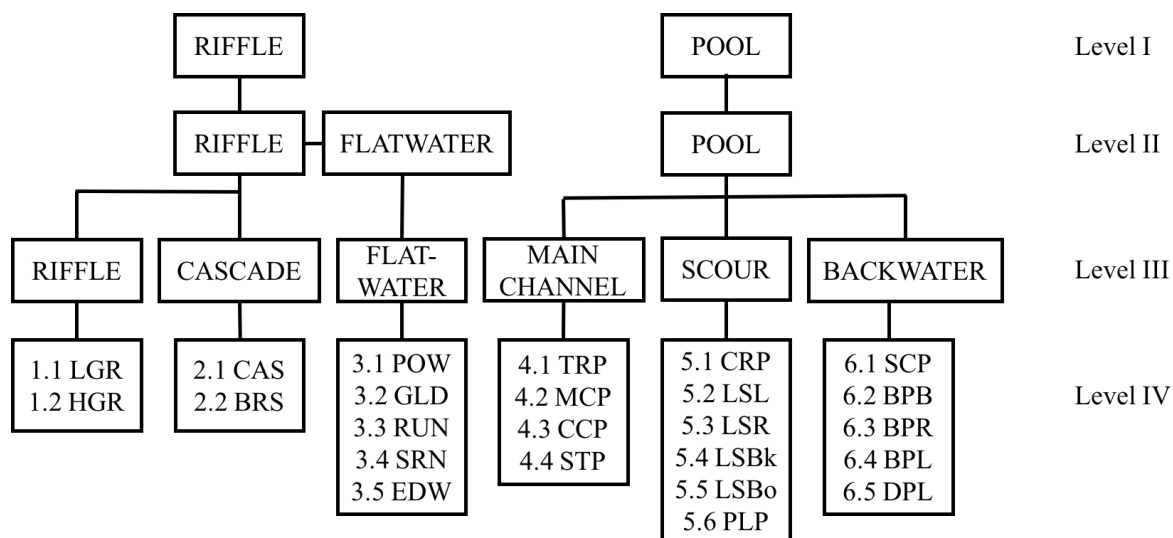 RIFFLE
POOL
Level I
RIFFLE
FLATWATER
POOL
Level II
RIFFLE
CASCADE
FLAT-
WATER
MAIN
CHANNEL
SCOUR
BACKWATER
Level III
1.1 LGR
1.2 HGR
2.1 CAS
2.2 BRS
3.1 POW
3.2 GLD
3.3 RUN
3.4 SRN
3.5 EDW
4.1 TRP
4.2 MCP
4.3 CCP
4.4 STP
5.1 CRP
5.2 LSL
5.3 LSR
5.4 LSBk
5.5 LSBo
5.6 PLP
6.1 SCP
6.2 BPB
6.3 BPR
6.4 BPL
6.5 DPL
Level IV